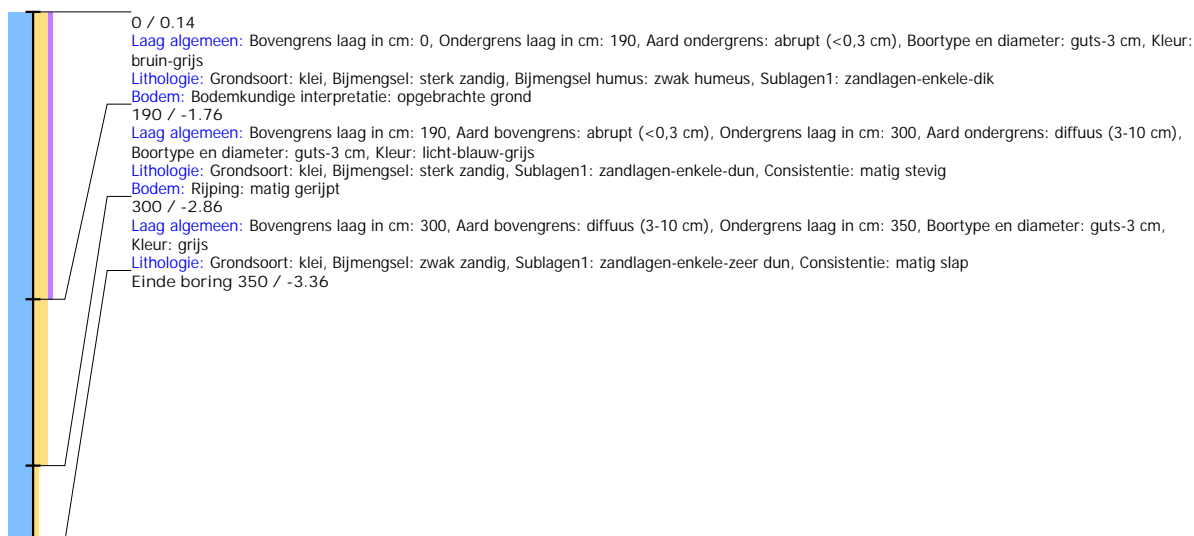 0 / 0.14
Laag algemeen: Bovengrens laag in cm: 0, Ondergrens laag in cm: 190, Aard ondergrens: abrupt (<0,3 cm), Boortype en diameter: guts-3 cm, Kleur:
bruin-grijs
Lithologie: Grondsoort: klei, Bijmengsel: sterk zandig, Bijmengsel humus: zwak humeus, Sublagen1: zandlagen-enkele-dik
Bodem: Bodemkundige interpretatie: opgebrachte grond
190 / -1.76
Laag algemeen: Bovengrens laag in cm: 190, Aard bovengrens: abrupt (<0,3 cm), Ondergrens laag in cm: 300, Aard ondergrens: diffuus (3-10 cm),
Boortype en diameter: guts-3 cm, Kleur: licht-blauw-grijs
Lithologie: Grondsoort: klei, Bijmengsel: sterk zandig, Sublagen1: zandlagen-enkele-dun, Consistentie: matig stevig
Bodem: Rijping: matig gerijpt
300 / -2.86
Laag algemeen: Bovengrens laag in cm: 300, Aard bovengrens: diffuus (3-10 cm), Ondergrens laag in cm: 350, Boortype en diameter: guts-3 cm,
Kleur: grijs
Lithologie: Grondsoort: klei, Bijmengsel: zwak zandig, Sublagen1: zandlagen-enkele-zeer dun, Consistentie: matig slap
Einde boring 350 / -3.36